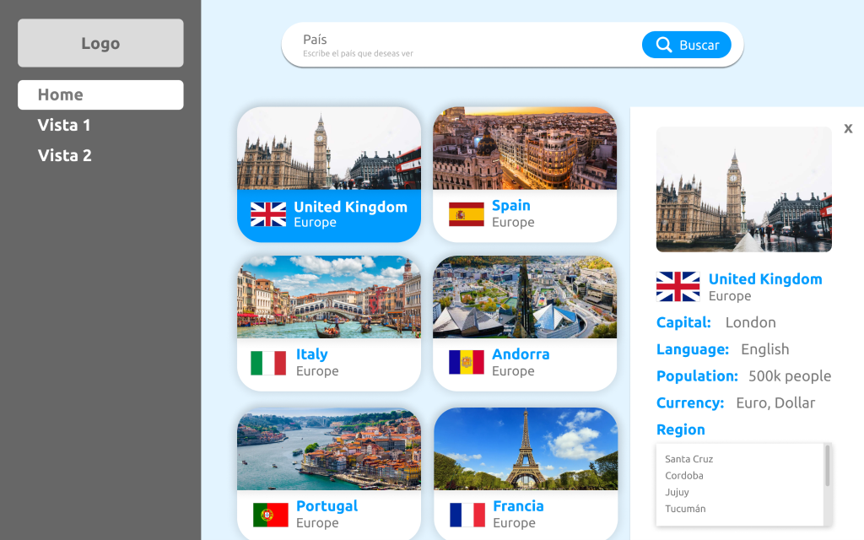 Logo
Home
Vista 1
Vista 2
País
Escribe el país que deseas ver
Buscar
United Kingdom
Europe
Spain
Europe
Italy
Europe
Andorra
Europe
Portugal
Europe
Francia
Europe
x
United Kingdom
Europe
Capital: London
Language: English
Population: 500k people
Currency: Euro, Dollar
Region
Santa Cruz
Cordoba
Jujuy
Tucumán